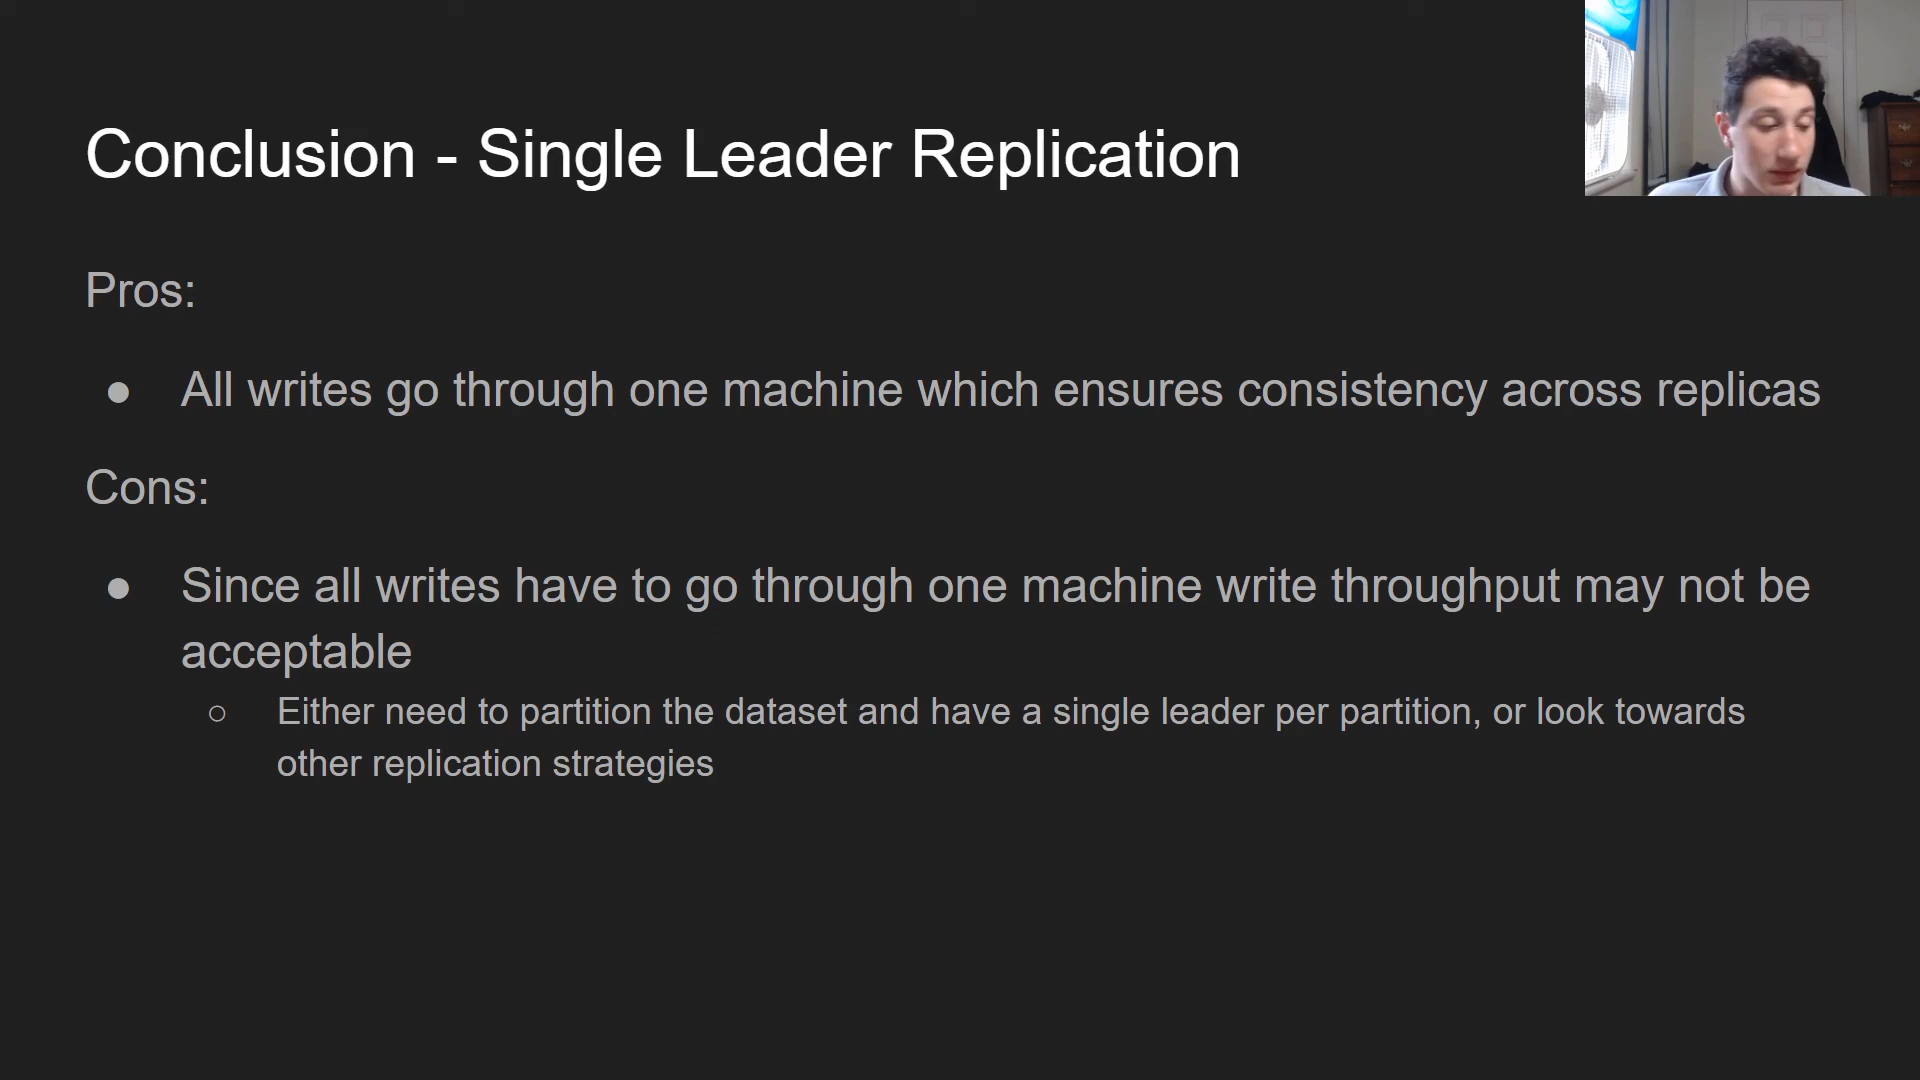 Conclusion - Single Leader Replication
Pros:
● All writes go through one machine which ensures consistency across replicas
Cons:
● Since all writes have to go through one machine write throughput may not be
acceptable
○ Either need to partition the dataset and have a single leader per partition, or look towards
other replication strategies